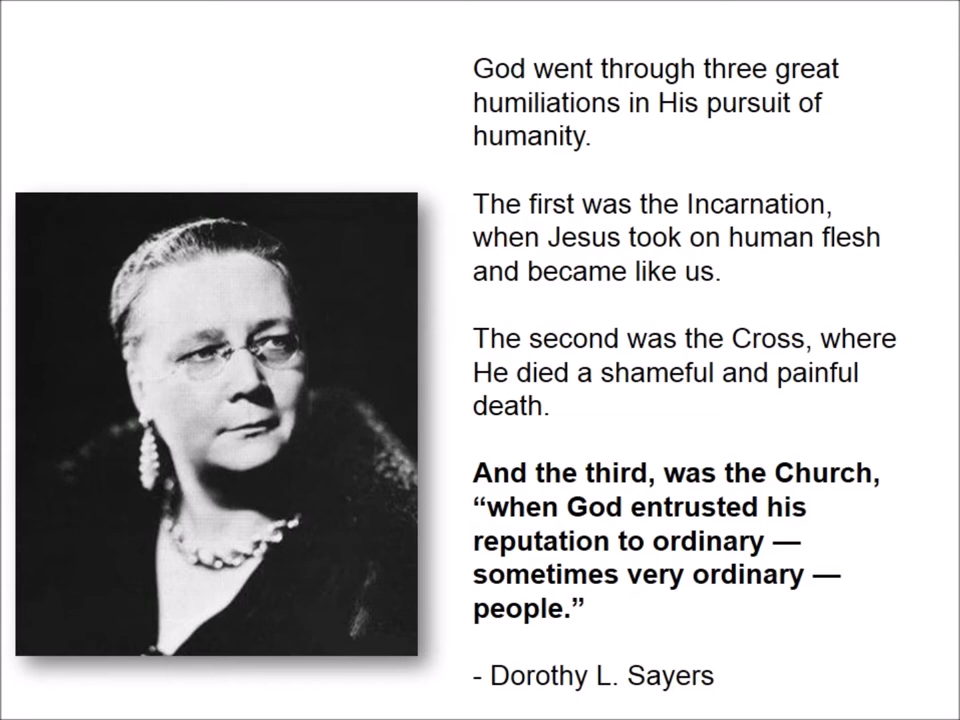 God went through three great
humiliations in His pursuit of
humanity.
The first was the Incarnation,
when Jesus took on human flesh
and became like us.
The second was the Cross, where
He died a shameful and painful
death.
And the third, was the Church,
“when God entrusted his
reputation to ordinary —
sometimes very ordinary —
people.”
- Dorothy L. Sayers